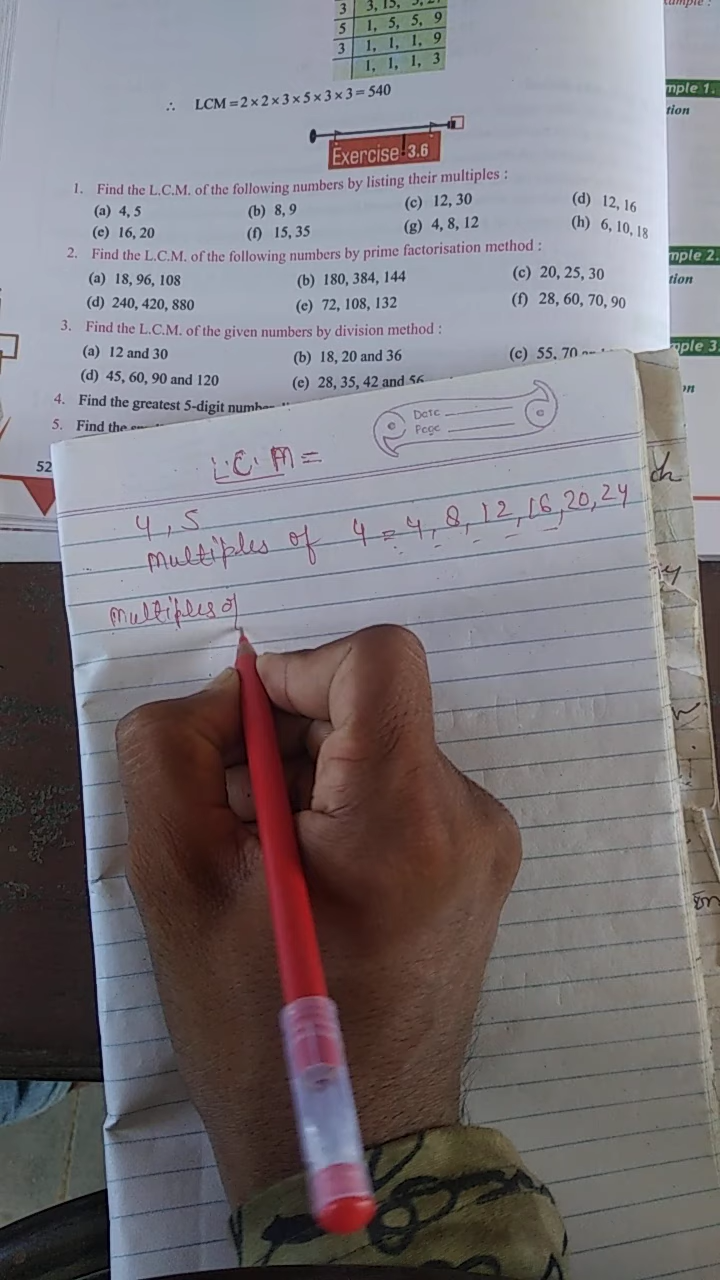 3 3, 15,
5 1, 5, 5, 9
3 1, 1, 1, 9
1, 1, 1, 3
∴ LCM = 2 × 2 × 3 × 5 × 3 × 3 = 540
Exercise 3.6
1. Find the L.C.M. of the following numbers by listing their multiples :
(a) 4, 5 (b) 8, 9 (c) 12, 30 (d) 12, 16
(e) 16, 20 (f) 15, 35 (g) 4, 8, 12 (h) 6, 10, 18
2. Find the L.C.M. of the following numbers by prime factorisation method :
(a) 18, 96, 108 (b) 180, 384, 144 (c) 20, 25, 30
(d) 240, 420, 880 (e) 72, 108, 132 (f) 28, 60, 70, 90
3. Find the L.C.M. of the given numbers by division method :
(a) 12 and 30 (b) 18, 20 and 36 (c) 55, 70
(d) 45, 60, 90 and 120 (e) 28, 35, 42 and 56
4. Find the greatest 5-digit
5. Find the
52
mple 1.
tion
mple 2.
tion
mple 3.
Date
Page
L.C.M =
4, 5
Multiples of 4 = 4, 8, 12, 16, 20, 24
Multiples of